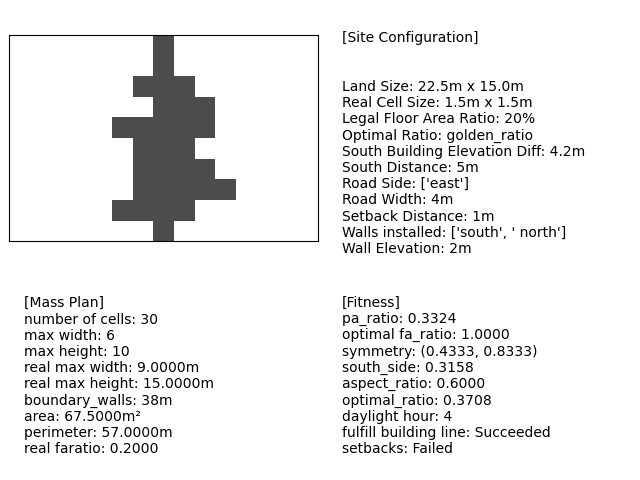 [Site Configuration]
Land Size: 22.5m x 15.0m
Real Cell Size: 1.5m x 1.5m
Legal Floor Area Ratio: 20%
Optimal Ratio: golden_ratio
South Building Elevation Diff: 4.2m
South Distance: 5m
Road Side: ['east']
Road Width: 4m
Setback Distance: 1m
Walls installed: ['south', ' north']
Wall Elevation: 2m
[Mass Plan]
number of cells: 30
max width: 6
max height: 10
real max width: 9.0000m
real max height: 15.0000m
boundary_walls: 38m
area: 67.5000m²
perimeter: 57.0000m
real faratio: 0.2000
[Fitness]
pa_ratio: 0.3324
optimal fa_ratio: 1.0000
symmetry: (0.4333, 0.8333)
south_side: 0.3158
aspect_ratio: 0.6000
optimal_ratio: 0.3708
daylight hour: 4
fulfill building line: Succeeded
setbacks: Failed